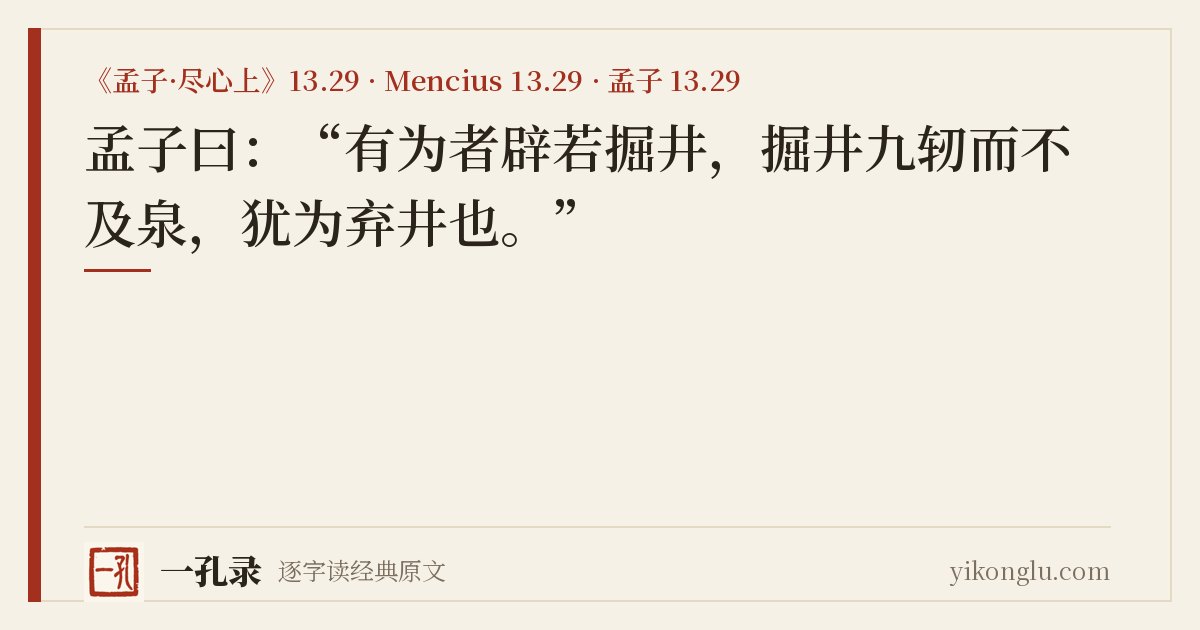 《孟子·尽心上》13.29 · Mencius 13.29 · 孟子 13.29
孟子曰：“有为者辟若掘井，掘井九轫而不
及泉，犹为弃井也。”
一孔
一孔录 逐字读经典原文 yikonglu.com